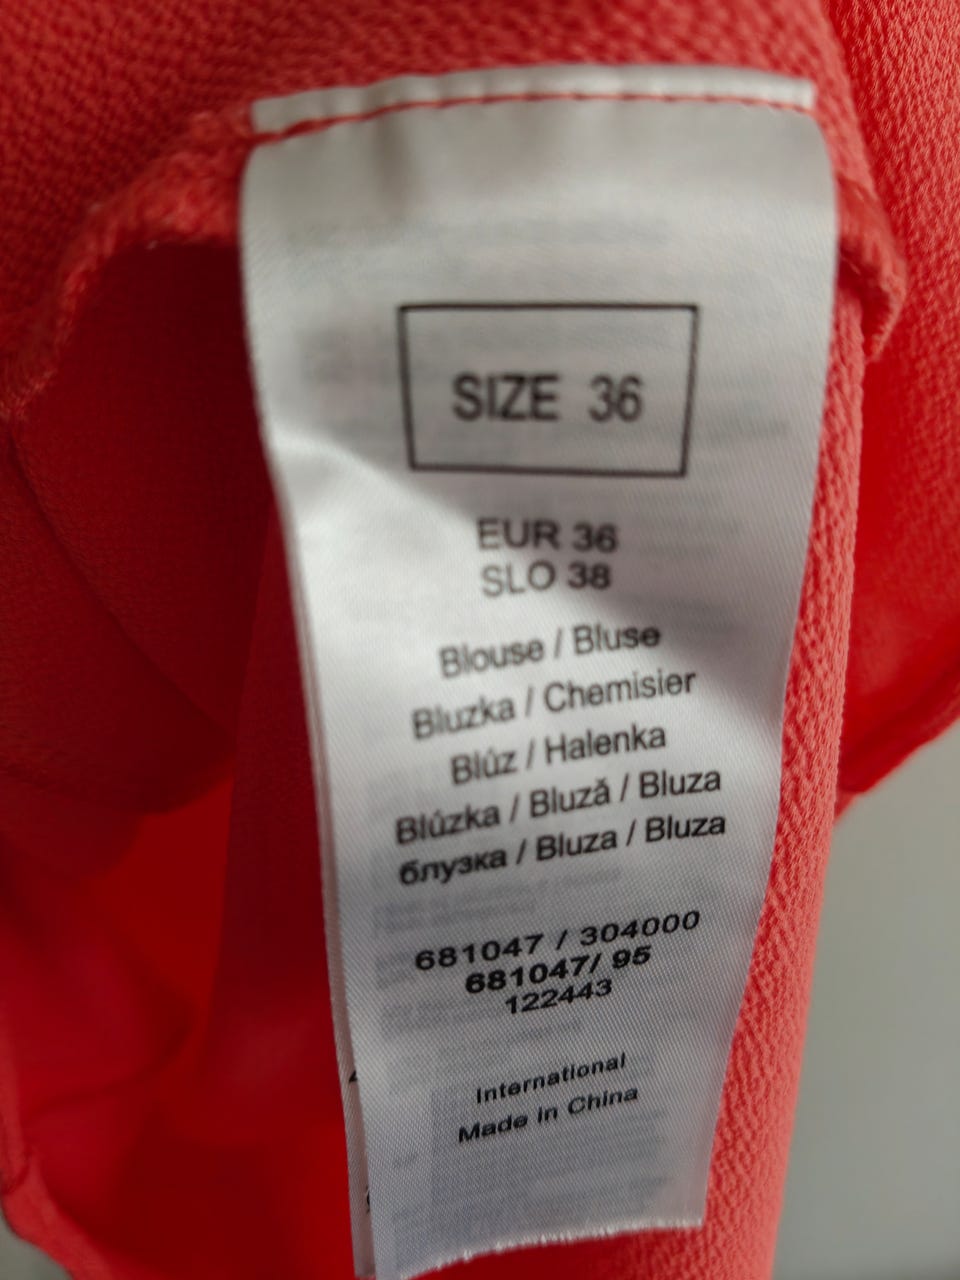 SIZE 36
EUR 36
SLO 38
Blouse / Bluse
Bluzka / Chemisier
Blúz / Halenka
Blúzka / Bluză / Bluza
блузка / Bluza / Bluza
681047 / 304000
681047/ 95
122443
International
Made in China